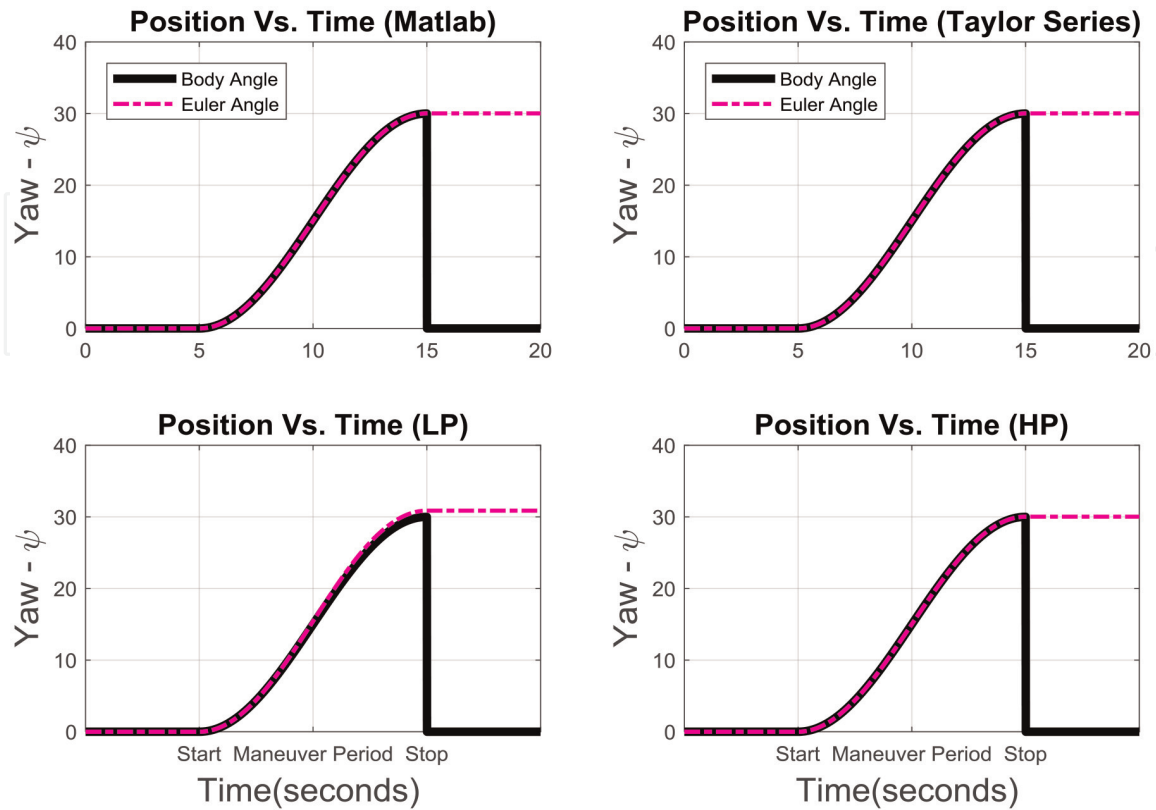 Position Vs. Time (Matlab)
Yaw - ψ
40
30
20
10
0
Body Angle
Euler Angle
0 5 10 15 20
Position Vs. Time (Taylor Series)
Yaw - ψ
40
30
20
10
0
Body Angle
Euler Angle
0 5 10 15 20
Position Vs. Time (LP)
Yaw - ψ
40
30
20
10
0
Start Maneuver Period Stop
Time(seconds)
Position Vs. Time (HP)
Yaw - ψ
40
30
20
10
0
Start Maneuver Period Stop
Time(seconds)